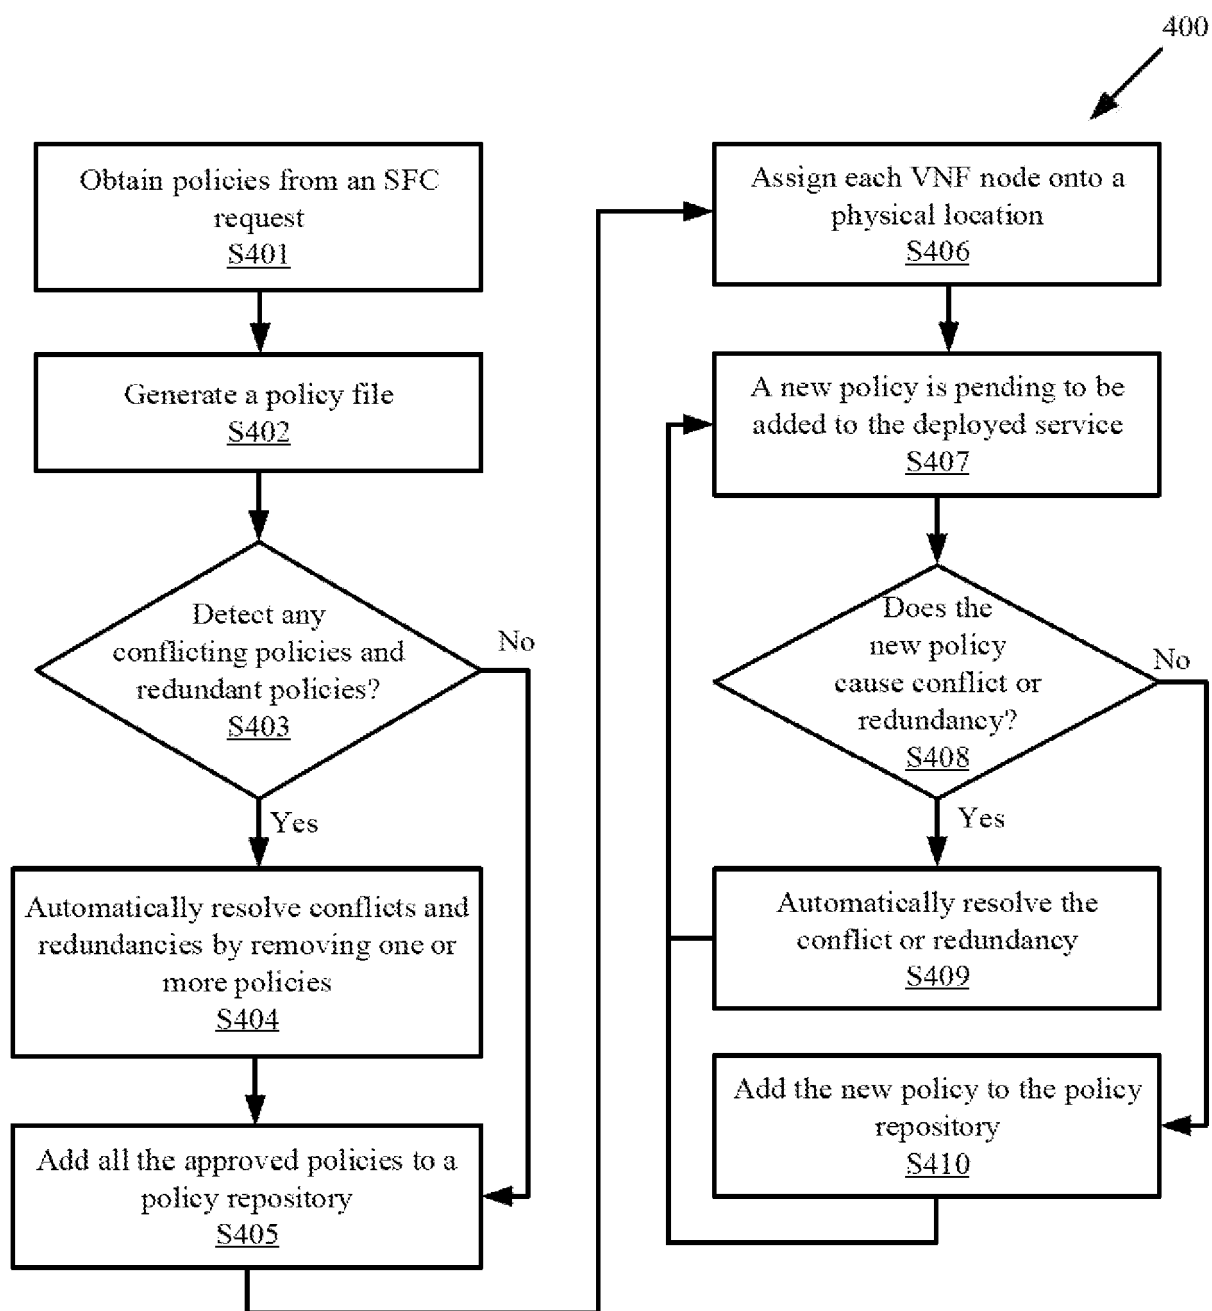 400
Obtain policies from an SFC
request
S401
Generate a policy file
S402
Detect any
conflicting policies and
redundant policies?
S403
No
Yes
Automatically resolve conflicts and
redundancies by removing one or
more policies
S404
Add all the approved policies to a
policy repository
S405
Assign each VNF node onto a
physical location
S406
A new policy is pending to be
added to the deployed service
S407
Does the
new policy
cause conflict or
redundancy?
S408
No
Yes
Automatically resolve the
conflict or redundancy
S409
Add the new policy to the policy
repository
S410